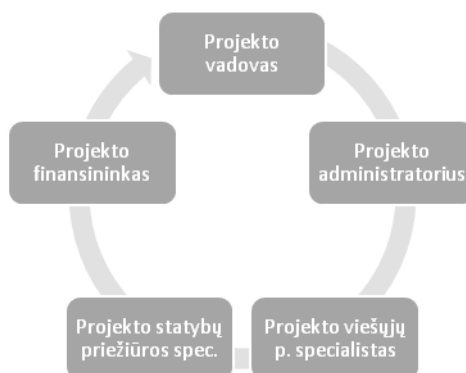 Projekto
vadovas
Projekto
administratorius
Projekto viešųjų
p. specialistas
Projekto statybų
priežiūros spec.
Projekto
finansininkas